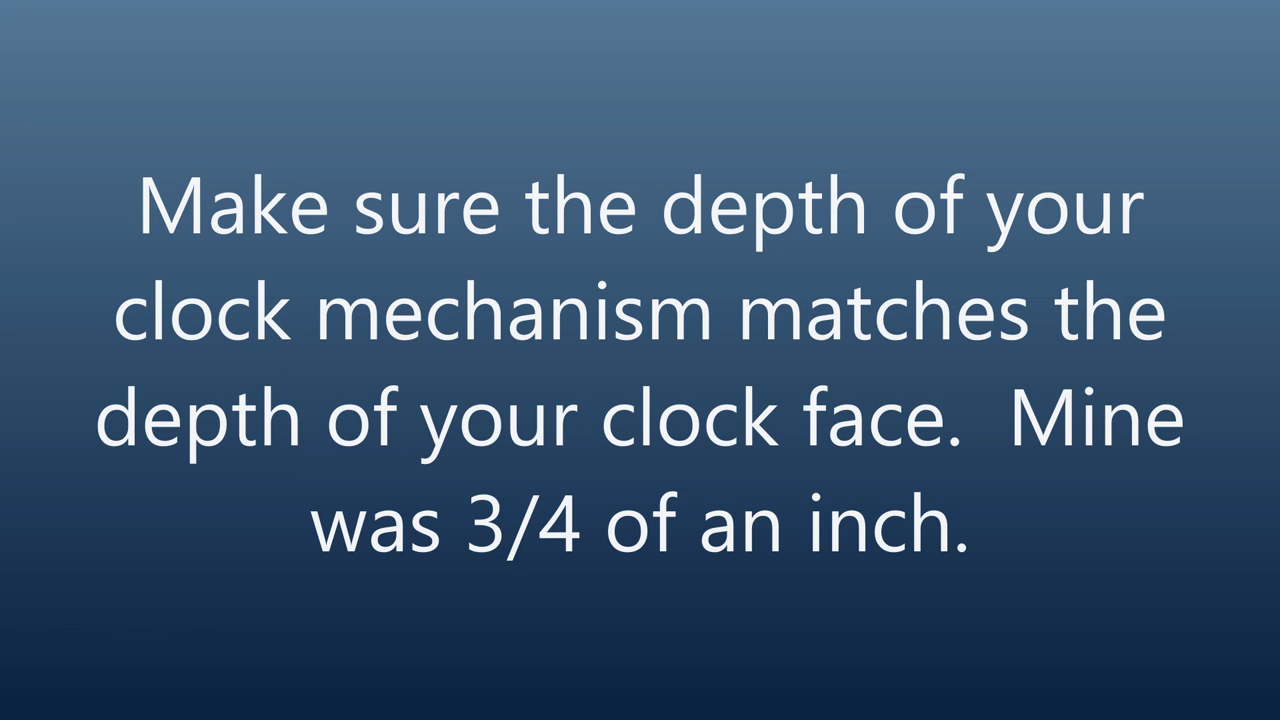 Make sure the depth of your
clock mechanism matches the
depth of your clock face.  Mine
was 3/4 of an inch.